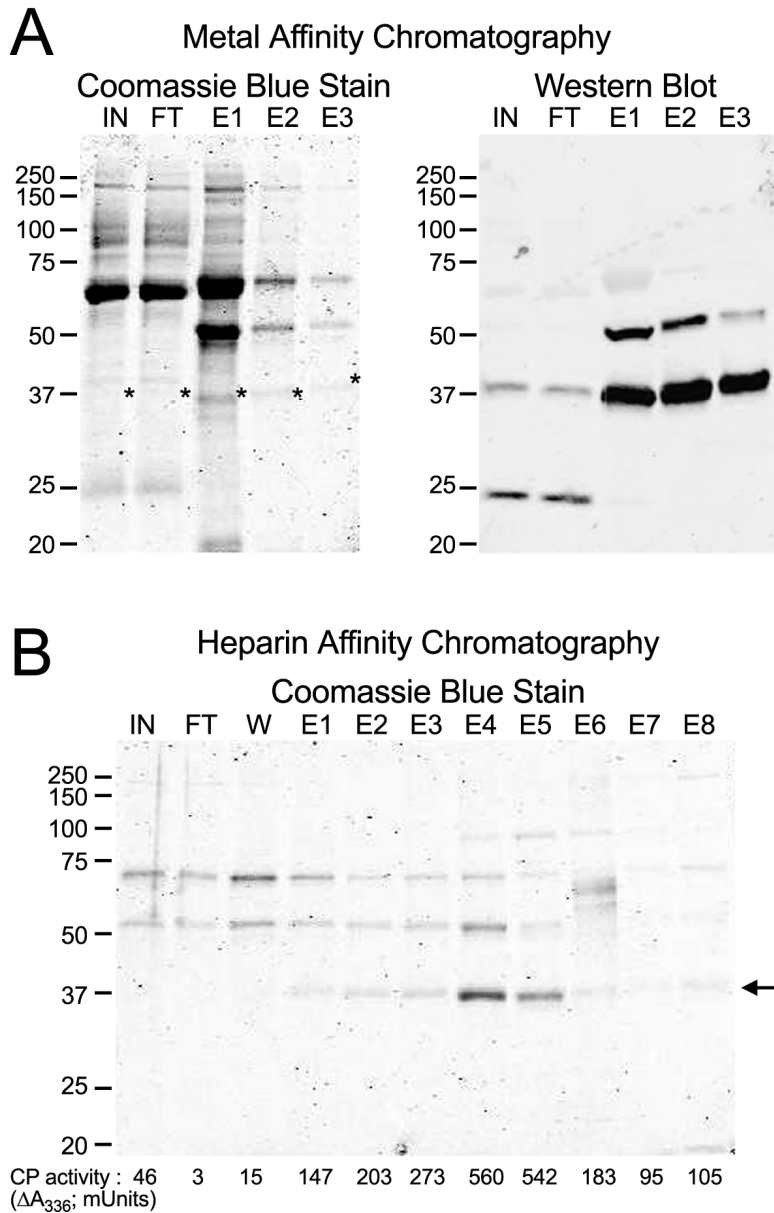 A
Metal Affinity Chromatography
Coomassie Blue Stain Western Blot
IN FT E1 E2 E3 IN FT E1 E2 E3
250 250
150 150
100 100
75 75
50 50
* 
37 * * * * 37
25 25
20 20
B
Heparin Affinity Chromatography
Coomassie Blue Stain
IN FT W E1 E2 E3 E4 E5 E6 E7 E8
250
150
100
75
50
37
25
20
CP activity : 46 3 15 147 203 273 560 542 183 95 105
(ΔA336; mUnits)